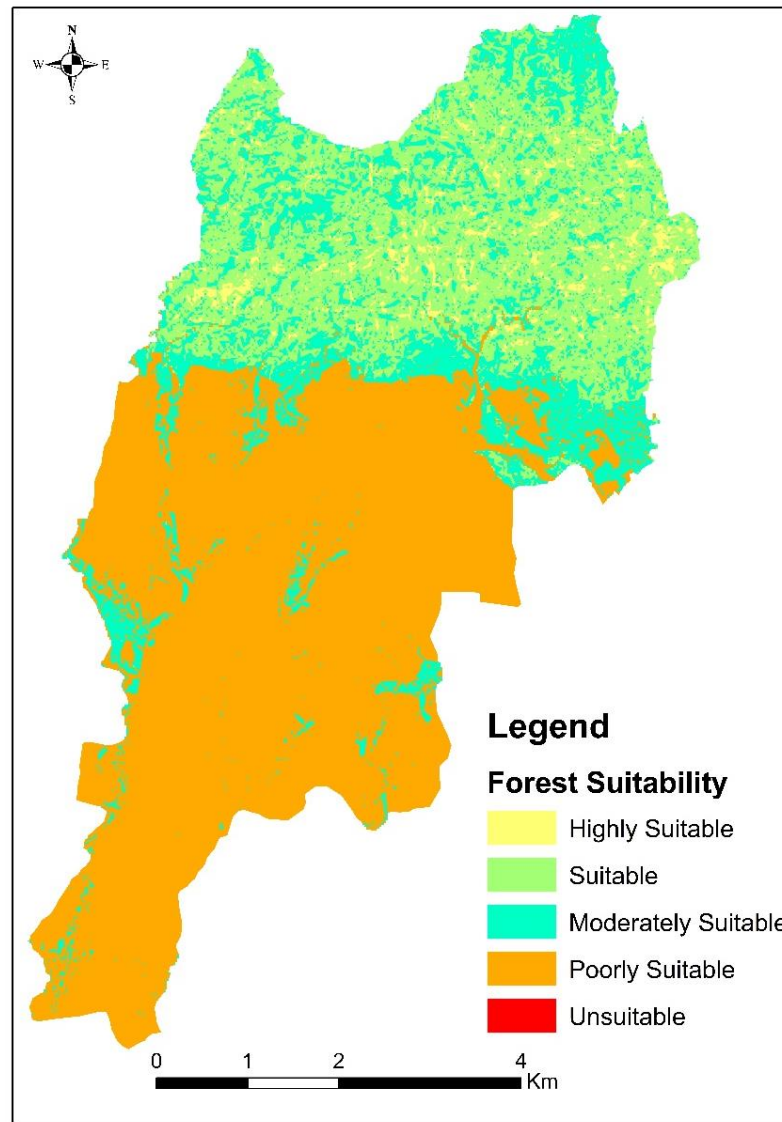 N
W E
S
Legend
Forest Suitability
Highly Suitable
Suitable
Moderately Suitable
Poorly Suitable
Unsuitable
0 1 2 4
Km